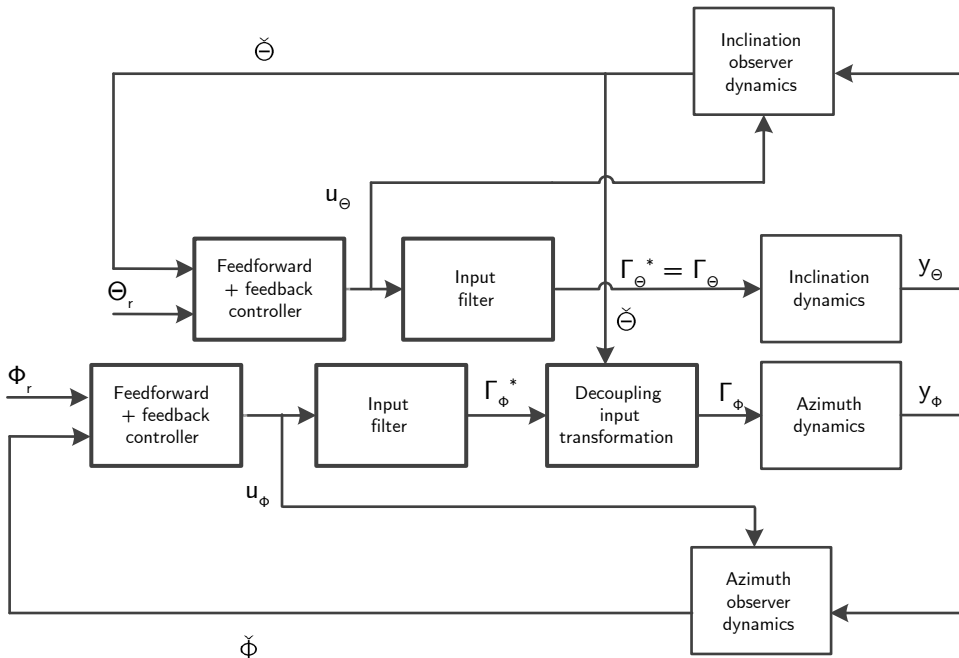 Θ̌
Inclination
observer
dynamics
u_Θ
Feedforward
+ feedback
controller
Input
filter
Γ_Θ^* = Γ_Θ
Inclination
dynamics
y_Θ
Θ_r
Θ̌
Φ_r
Feedforward
+ feedback
controller
Input
filter
Γ_Φ^*
Decoupling
input
transformation
Γ_Φ
Azimuth
dynamics
y_Φ
u_Φ
Azimuth
observer
dynamics
Φ̌